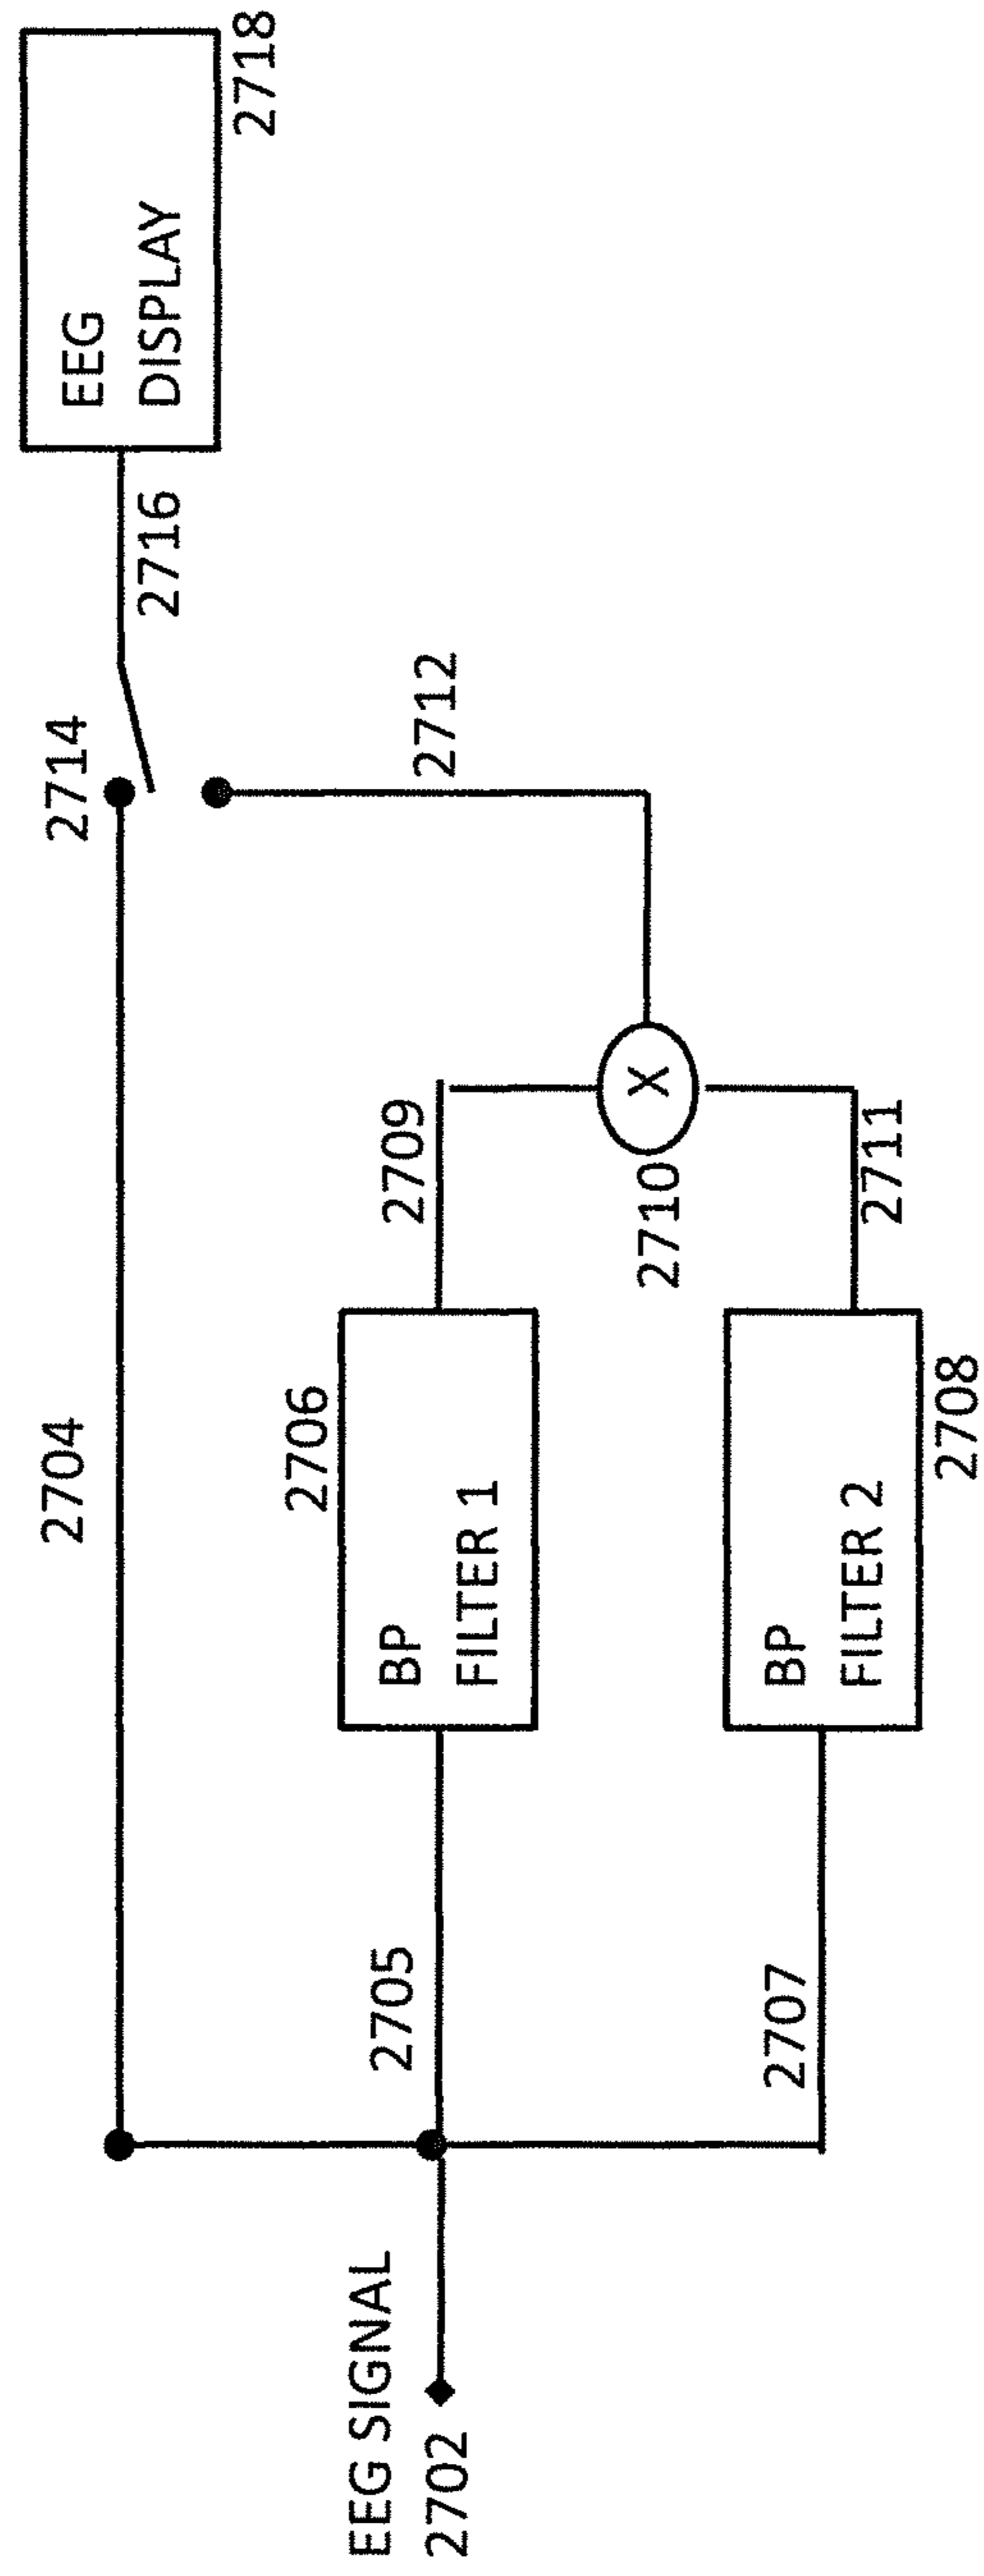 EEG SIGNAL
2702
2704
2705
2707
2706
BP
FILTER 1
BP
FILTER 2
2708
2709
2710
X
2711
2712
2714
2716
EEG
DISPLAY
2718